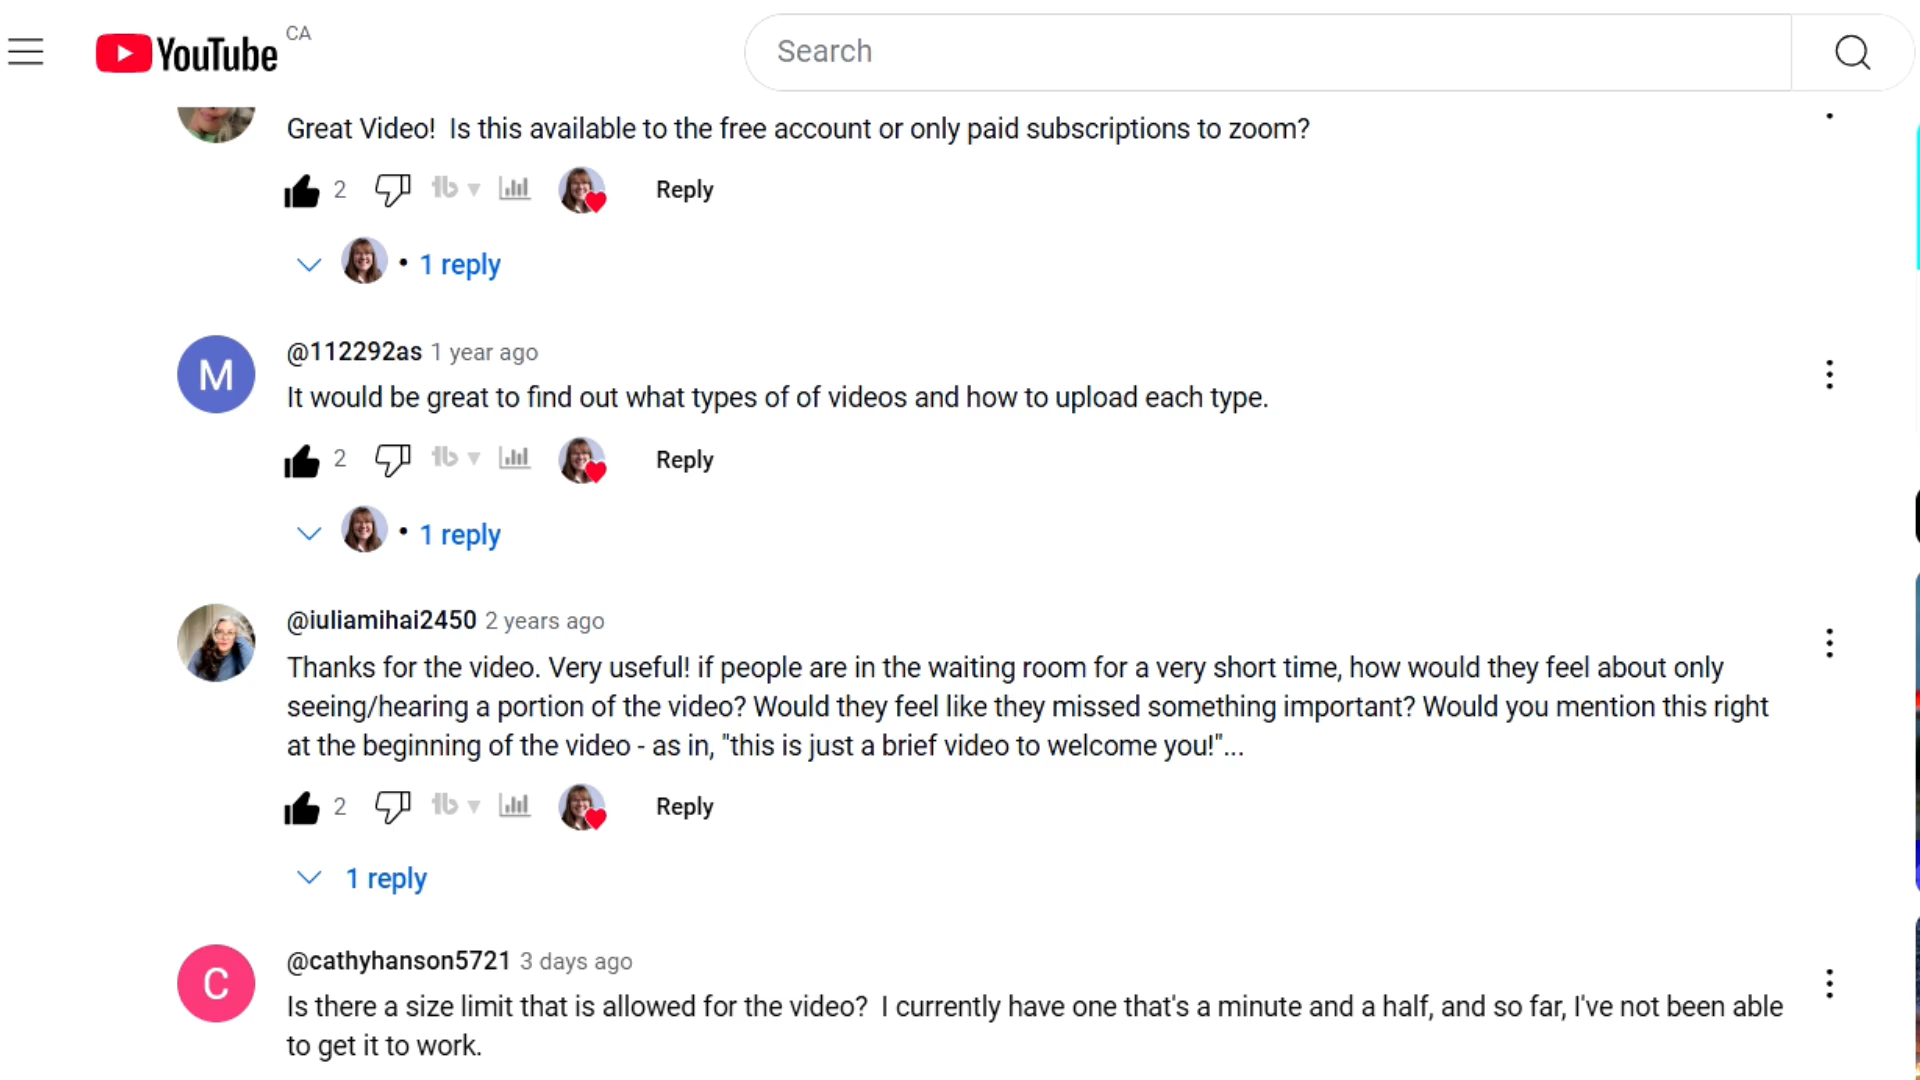 YouTube CA
Search
Great Video!  Is this available to the free account or only paid subscriptions to zoom?
2 tb Reply
• 1 reply
M
@112292as 1 year ago
It would be great to find out what types of of videos and how to upload each type.
2 tb Reply
• 1 reply
@iuliamihai2450 2 years ago
Thanks for the video. Very useful! if people are in the waiting room for a very short time, how would they feel about only
seeing/hearing a portion of the video? Would they feel like they missed something important? Would you mention this right
at the beginning of the video - as in, "this is just a brief video to welcome you!"...
2 tb Reply
1 reply
C
@cathyhanson5721 3 days ago
Is there a size limit that is allowed for the video?  I currently have one that's a minute and a half, and so far, I've not been able
to get it to work.